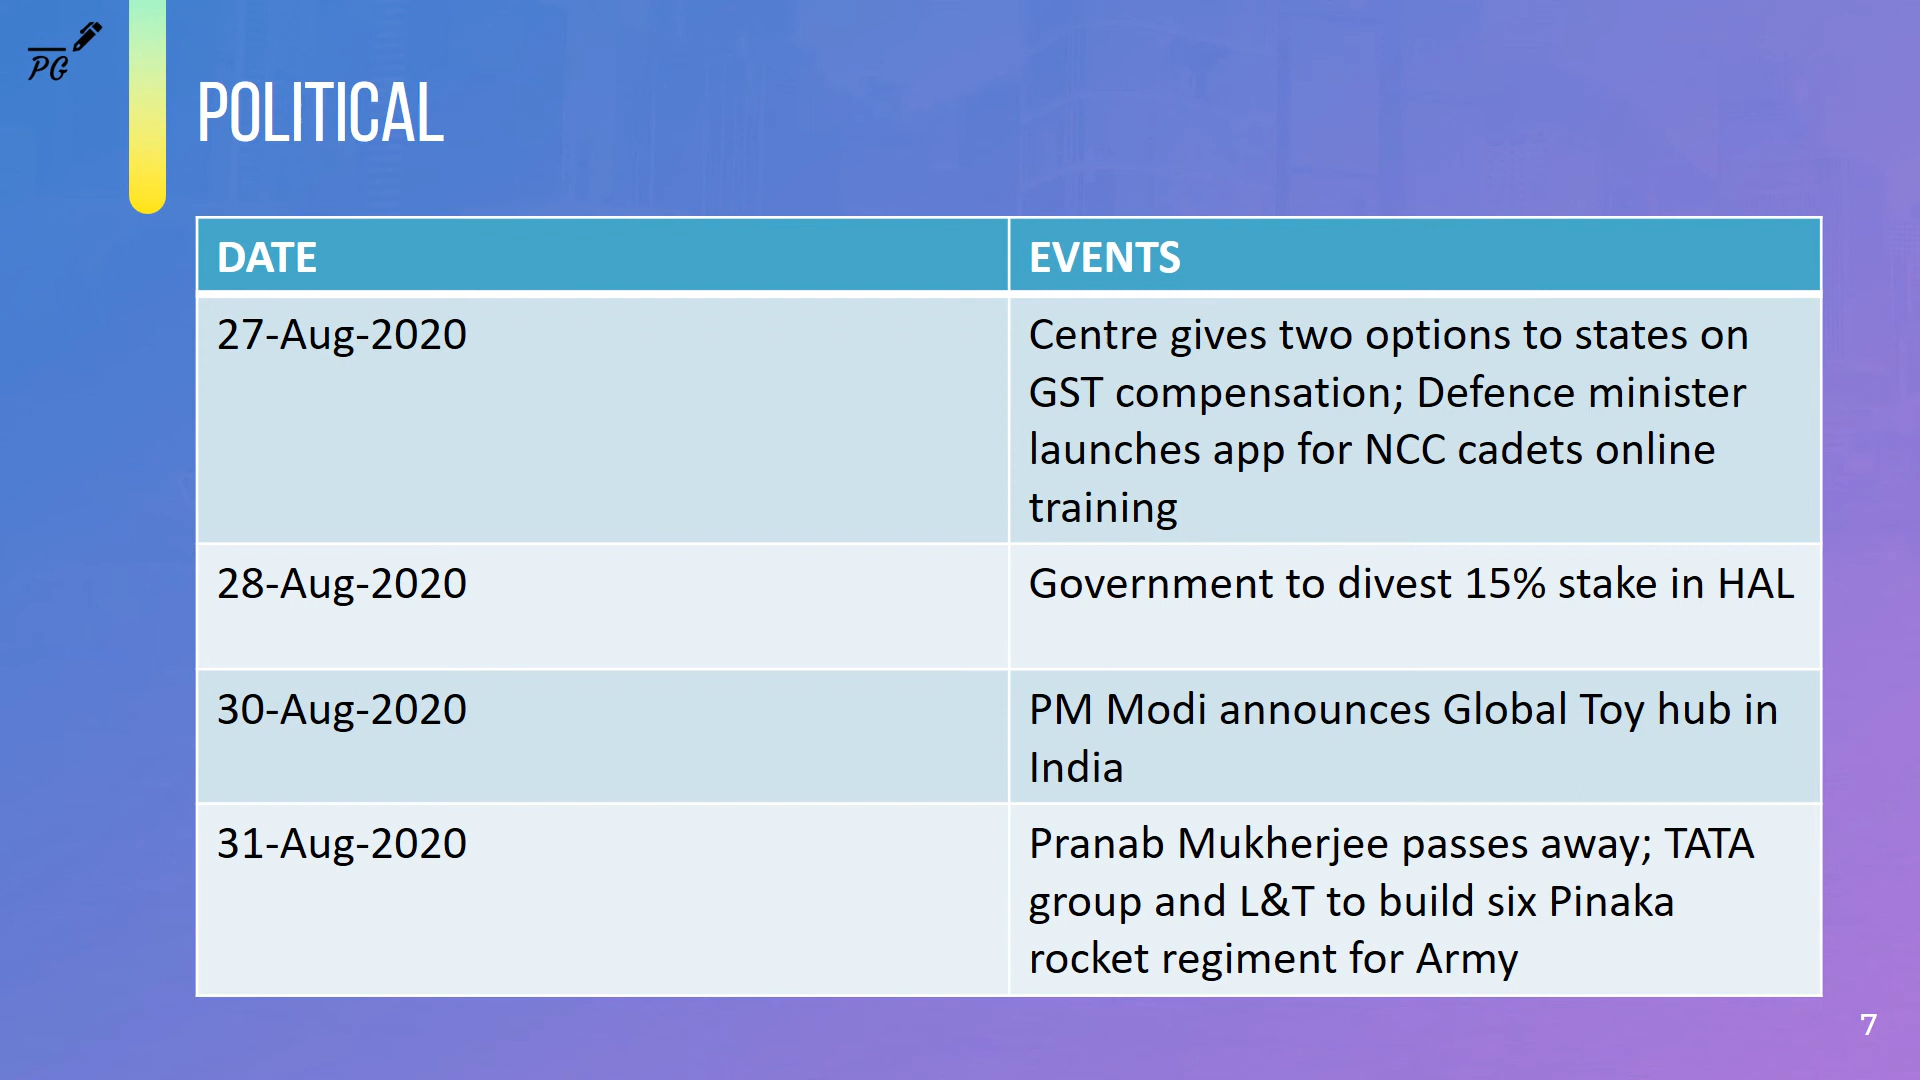 PG
POLITICAL
DATE
EVENTS
27-Aug-2020
Centre gives two options to states on
GST compensation; Defence minister
launches app for NCC cadets online
training
28-Aug-2020
Government to divest 15% stake in HAL
30-Aug-2020
PM Modi announces Global Toy hub in
India
31-Aug-2020
Pranab Mukherjee passes away; TATA
group and L&T to build six Pinaka
rocket regiment for Army
7